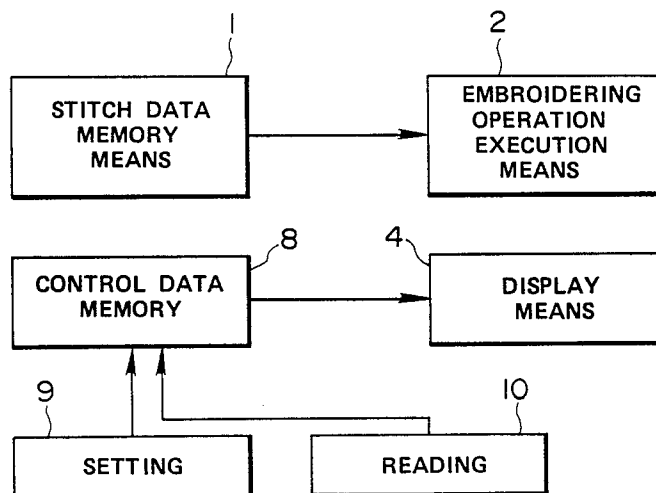 1
STITCH DATA
MEMORY
MEANS
2
EMBROIDERING
OPERATION
EXECUTION
MEANS
8
CONTROL DATA
MEMORY
4
DISPLAY
MEANS
9
SETTING
10
READING